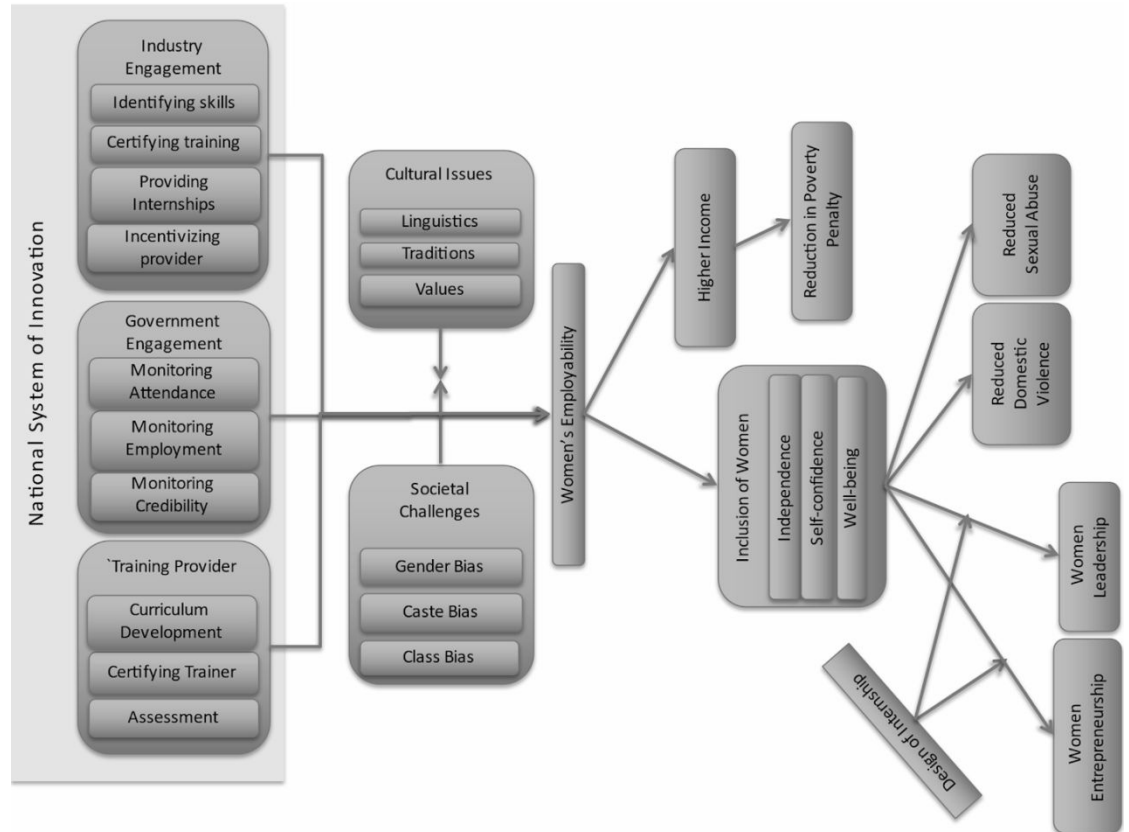 National System of Innovation
Industry
Engagement
Identifying skills
Certifying training
Providing
Internships
Incentivizing
provider
Government
Engagement
Monitoring
Attendance
Monitoring
Employment
Monitoring
Credibility
`Training Provider
Curriculum
Development
Certifying Trainer
Assessment
Cultural Issues
Linguistics
Traditions
Values
Societal
Challenges
Gender Bias
Caste Bias
Class Bias
Women's Employability
Higher Income
Reduction in Poverty
Penalty
Inclusion of Women
Independence
Self-confidence
Well-being
Reduced
Sexual Abuse
Reduced
Domestic
Violence
Women
Leadership
Women
Entrepreneurship
Design of Internship